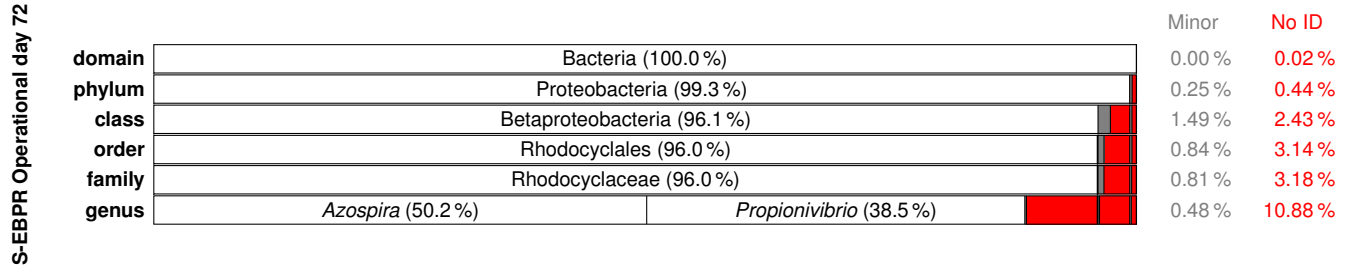 S-EBPR Operational day 72
Minor No ID
domain Bacteria (100.0 %) 0.00 % 0.02 %
phylum Proteobacteria (99.3 %) 0.25 % 0.44 %
class Betaproteobacteria (96.1 %) 1.49 % 2.43 %
order Rhodocyclales (96.0 %) 0.84 % 3.14 %
family Rhodocyclaceae (96.0 %) 0.81 % 3.18 %
genus Azospira (50.2 %) Propionivibrio (38.5 %) 0.48 % 10.88 %